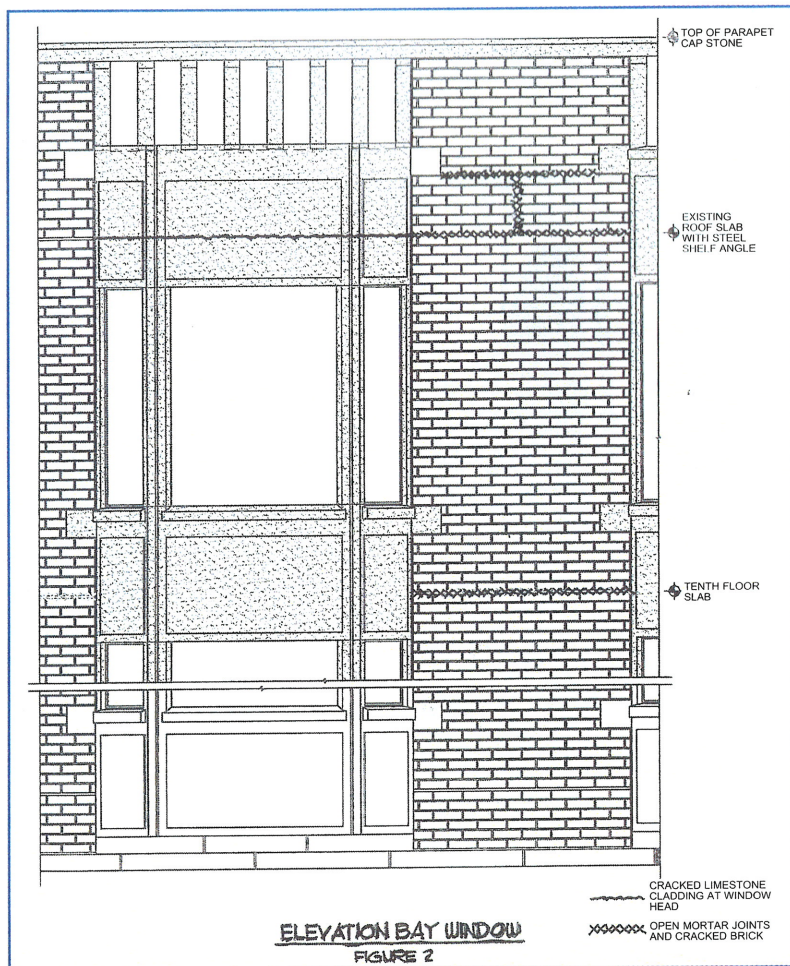 TOP OF PARAPET
CAP STONE
EXISTING
ROOF SLAB
WITH STEEL
SHELF ANGLE
TENTH FLOOR
SLAB
CRACKED LIMESTONE
CLADDING AT WINDOW
HEAD
OPEN MORTAR JOINTS
AND CRACKED BRICK
ELEVATION BAY WINDOW
FIGURE 2